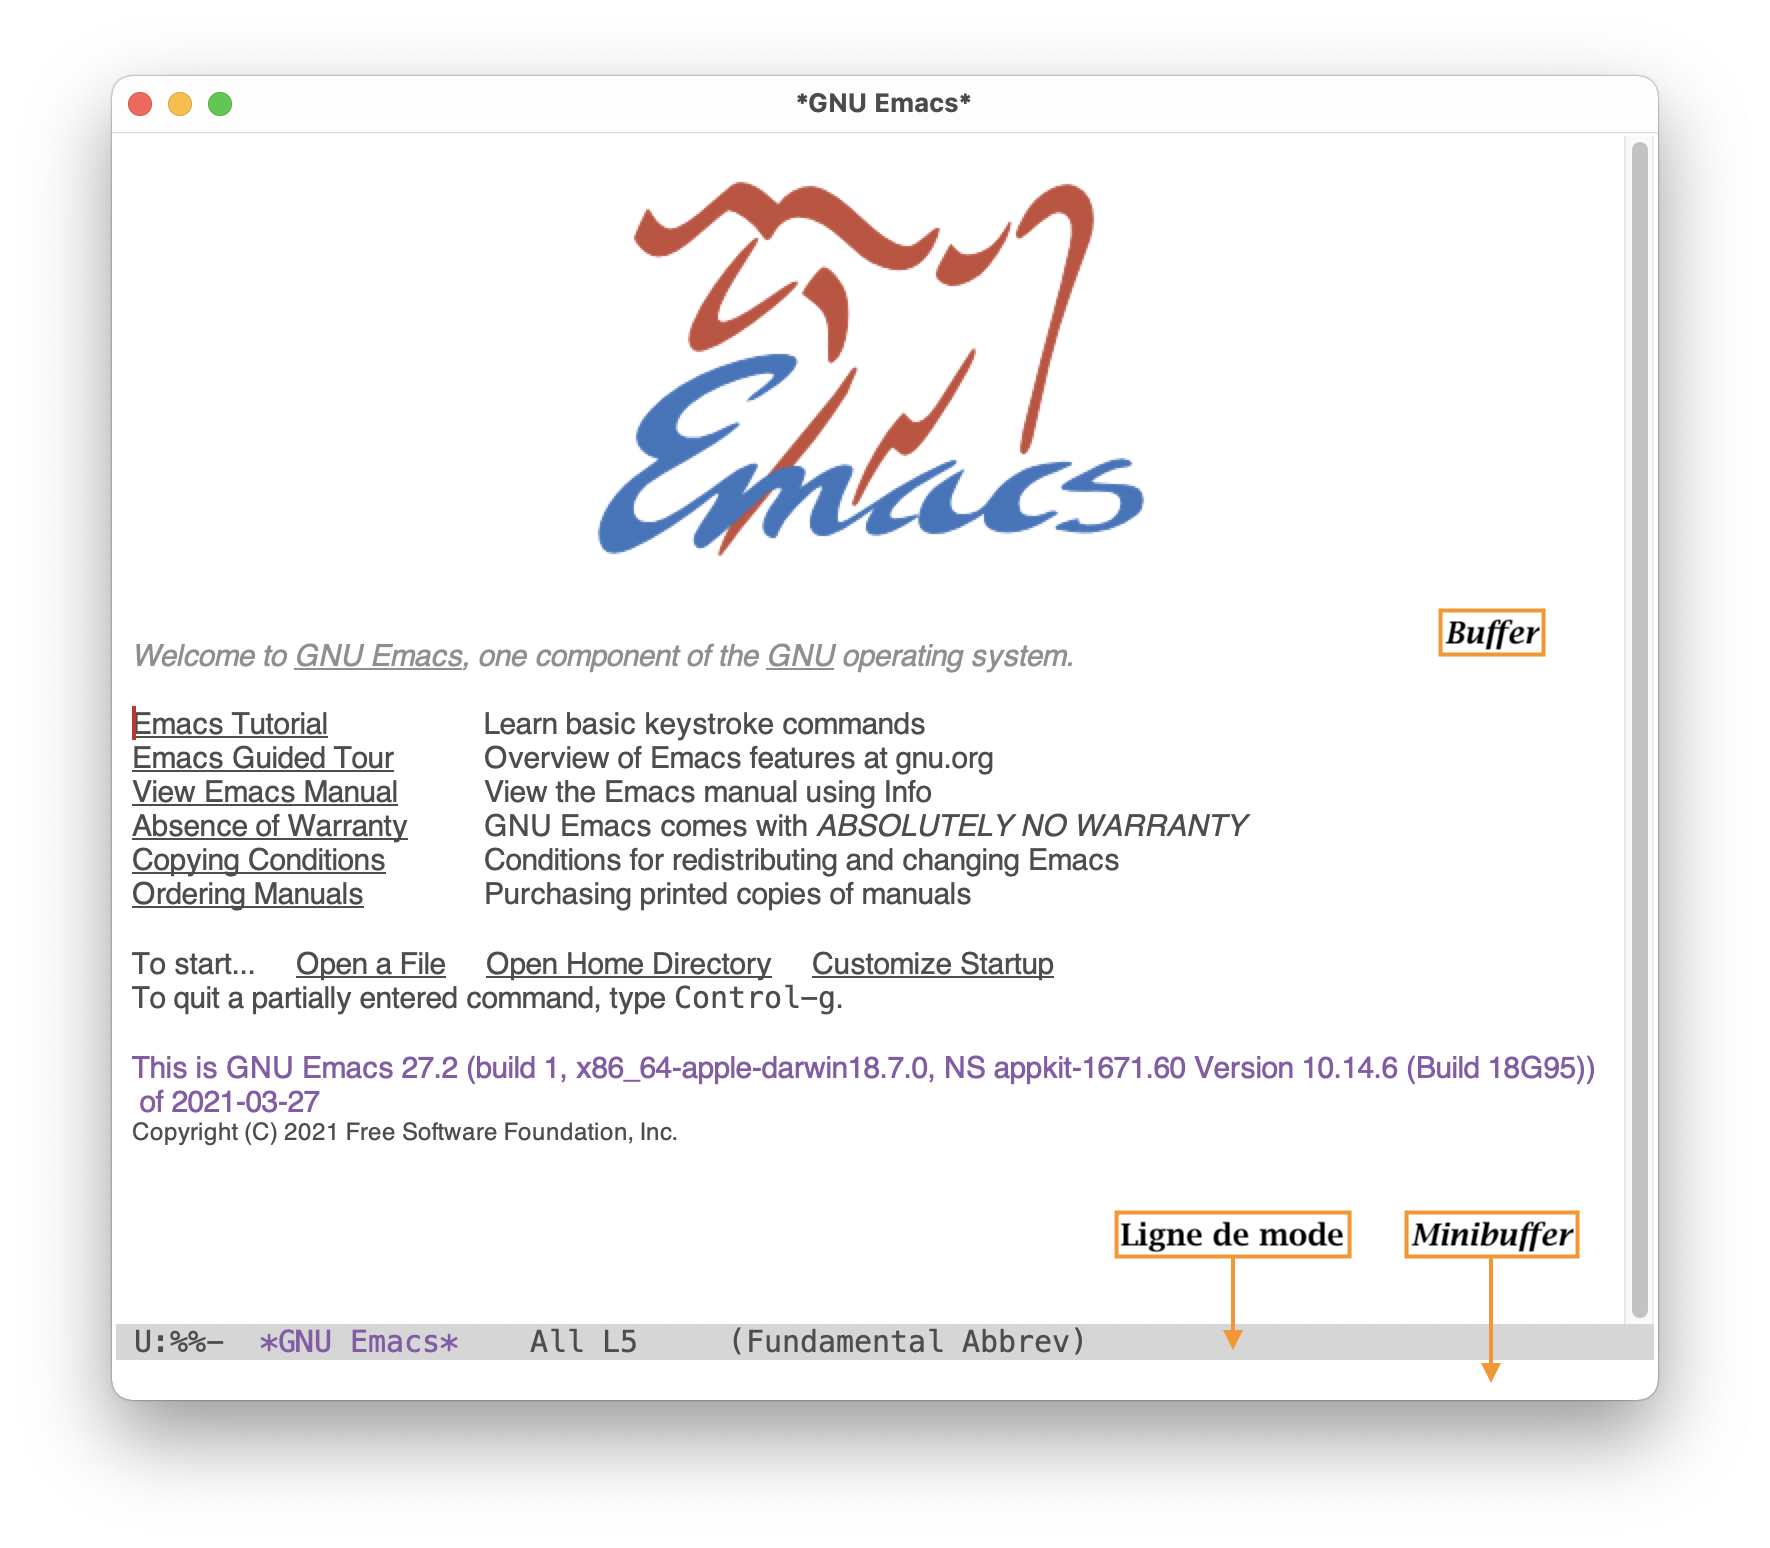 *GNU Emacs*
Emacs
Buffer
Welcome to GNU Emacs, one component of the GNU operating system.
Emacs Tutorial Learn basic keystroke commands
Emacs Guided Tour Overview of Emacs features at gnu.org
View Emacs Manual View the Emacs manual using Info
Absence of Warranty GNU Emacs comes with ABSOLUTELY NO WARRANTY
Copying Conditions Conditions for redistributing and changing Emacs
Ordering Manuals Purchasing printed copies of manuals
To start... Open a File Open Home Directory Customize Startup
To quit a partially entered command, type Control-g.
This is GNU Emacs 27.2 (build 1, x86_64-apple-darwin18.7.0, NS appkit-1671.60 Version 10.14.6 (Build 18G95))
of 2021-03-27
Copyright (C) 2021 Free Software Foundation, Inc.
Ligne de mode Minibuffer
U:%%- *GNU Emacs* All L5 (Fundamental Abbrev)